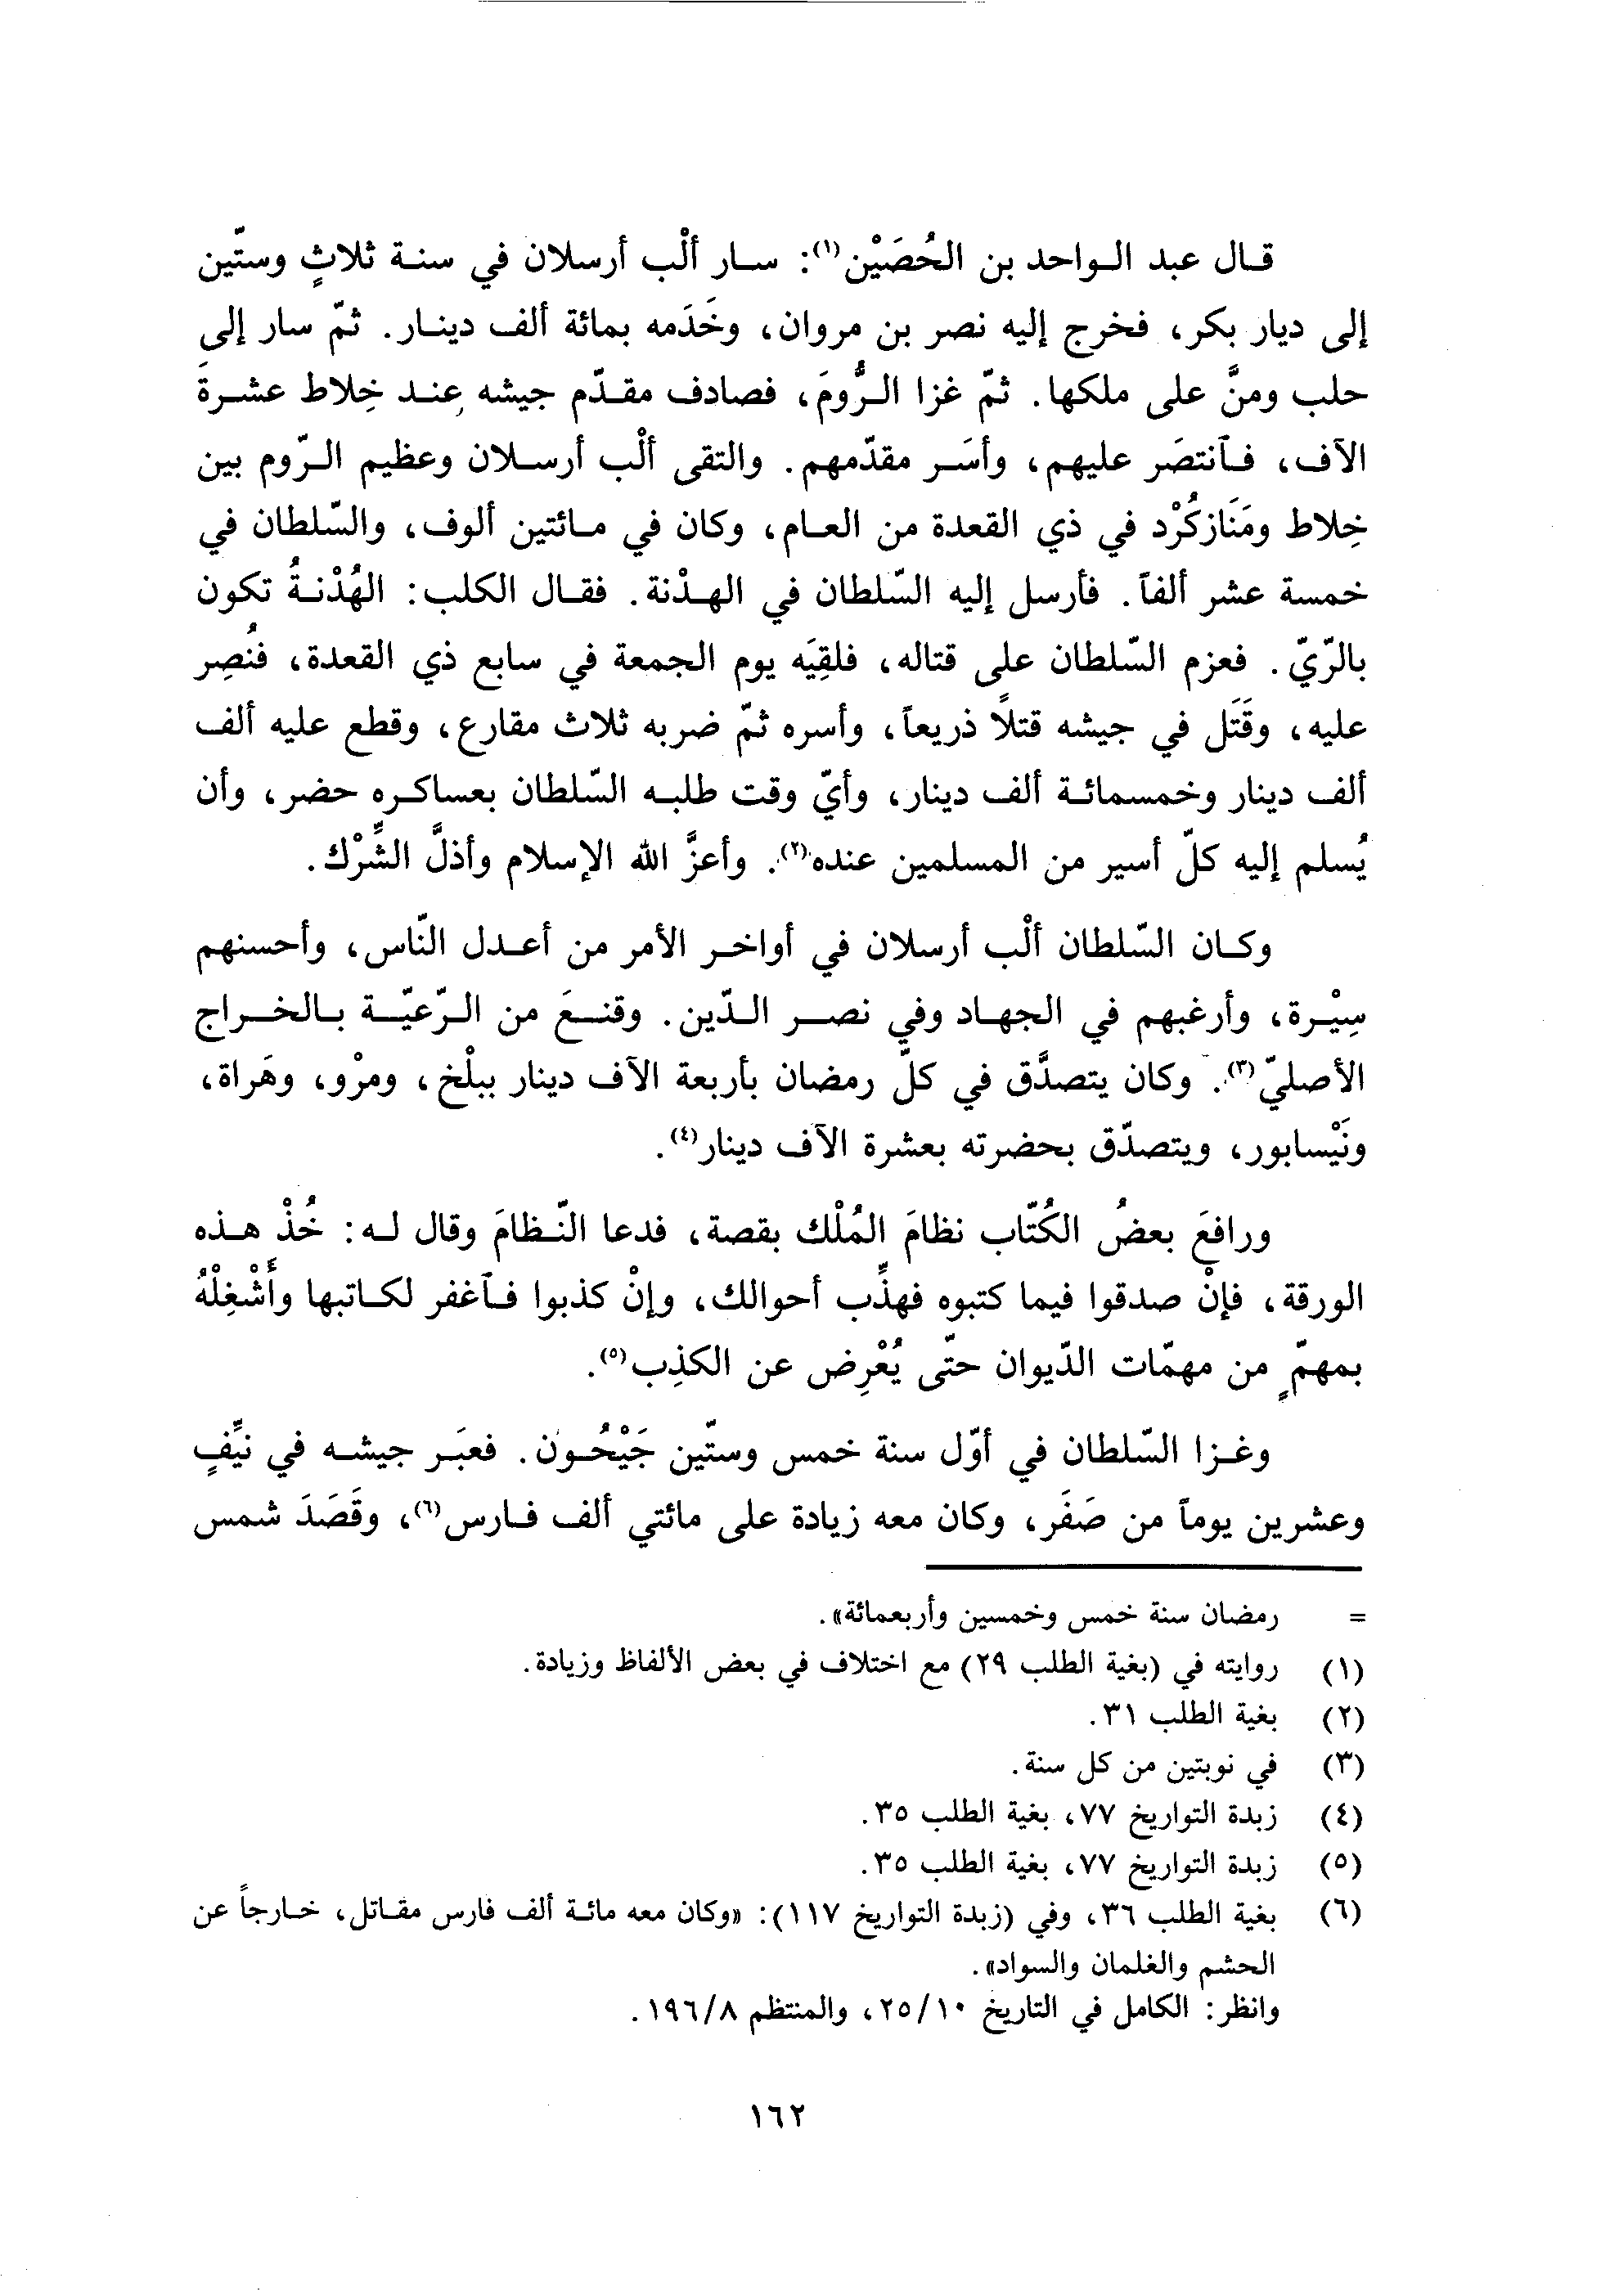 قال عبد الواحد بن الحُصَيْن(١): سار ألْب أرسلان في سنة ثلاثٍ وستّين
إلى ديار بكر، فخرج إليه نصر بن مروان، وخَدَمه بمائة ألف دينار. ثمّ سار إلى
حلب ومنَّ على ملكها. ثمّ غزا الرُّومَ، فصادف مقدّم جيشه عند خِلاط عشرةَ
الآف، فٱنتصَر عليهم، وأسَر مقدّمهم. والتقى ألْب أرسلان وعظيم الرّوم بين
خِلاط ومَنَازكُرْد في ذي القعدة من العام، وكان في مائتين ألوف، والسّلطان في
خمسة عشر ألفاً. فأرسل إليه السّلطان في الهدْنة. فقال الكلب: الهُدْنةُ تكون
بالرّيّ. فعزم السّلطان على قتاله، فلقِيَه يوم الجمعة في سابع ذي القعدة، فنُصِر
عليه، وقَتَل في جيشه قتلاً ذريعاً، وأسره ثمّ ضربه ثلاث مقارع، وقطع عليه ألف
ألف دينار وخمسمائة ألف دينار، وأيّ وقت طلبه السّلطان بعساكره حضر، وأن
يُسلم إليه كلّ أسير من المسلمين عنده(٢). وأعزَّ الله الإسلام وأذلَّ الشِّرْك.
وكان السّلطان ألْب أرسلان في أواخر الأمر من أعدل النّاس، وأحسنهم
سِيْرة، وأرغبهم في الجهاد وفي نصر الدّين. وقنعَ من الرّعيّة بالخراج
الأصليّ(٣). وكان يتصدَّق في كلّ رمضان بأربعة الآف دينار ببلْخ، ومرْو، وهَراة،
ونَيْسابور، ويتصدّق بحضرته بعشرة الآف دينار(٤).
ورافعَ بعضُ الكُتّاب نظامَ المُلْك بقصة، فدعا النّظامَ وقال له: خُذْ هذه
الورقة، فإنْ صدقوا فيما كتبوه فهذِّب أحوالك، وإنْ كذبوا فٱغفر لكاتبها وأَشْغِلْهُ
بمهمّ من مهمّات الدّيوان حتّى يُعْرِض عن الكذِب(٥).
وغزا السّلطان في أوّل سنة خمس وستّين جَيْحُون. فعبَر جيشه في نيِّفٍ
وعشرين يوماً من صَفَر، وكان معه زيادة على مائتي ألف فارس(٦)، وقَصَدَ شمس
= رمضان سنة خمس وخمسين وأربعمائة».
(١) روايته في (بغية الطلب ٢٩) مع اختلاف في بعض الألفاظ وزيادة.
(٢) بغية الطلب ٣١.
(٣) في نوبتين من كل سنة.
(٤) زبدة التواريخ ٧٧، بغية الطلب ٣٥.
(٥) زبدة التواريخ ٧٧، بغية الطلب ٣٥.
(٦) بغية الطلب ٣٦، وفي (زبدة التواريخ ١١٧): «وكان معه مائة ألف فارس مقاتل، خارجاً عن
الحشم والغلمان والسواد».
وانظر: الكامل في التاريخ ٢٥/١٠، والمنتظم ١٩٦/٨.
١٦٢